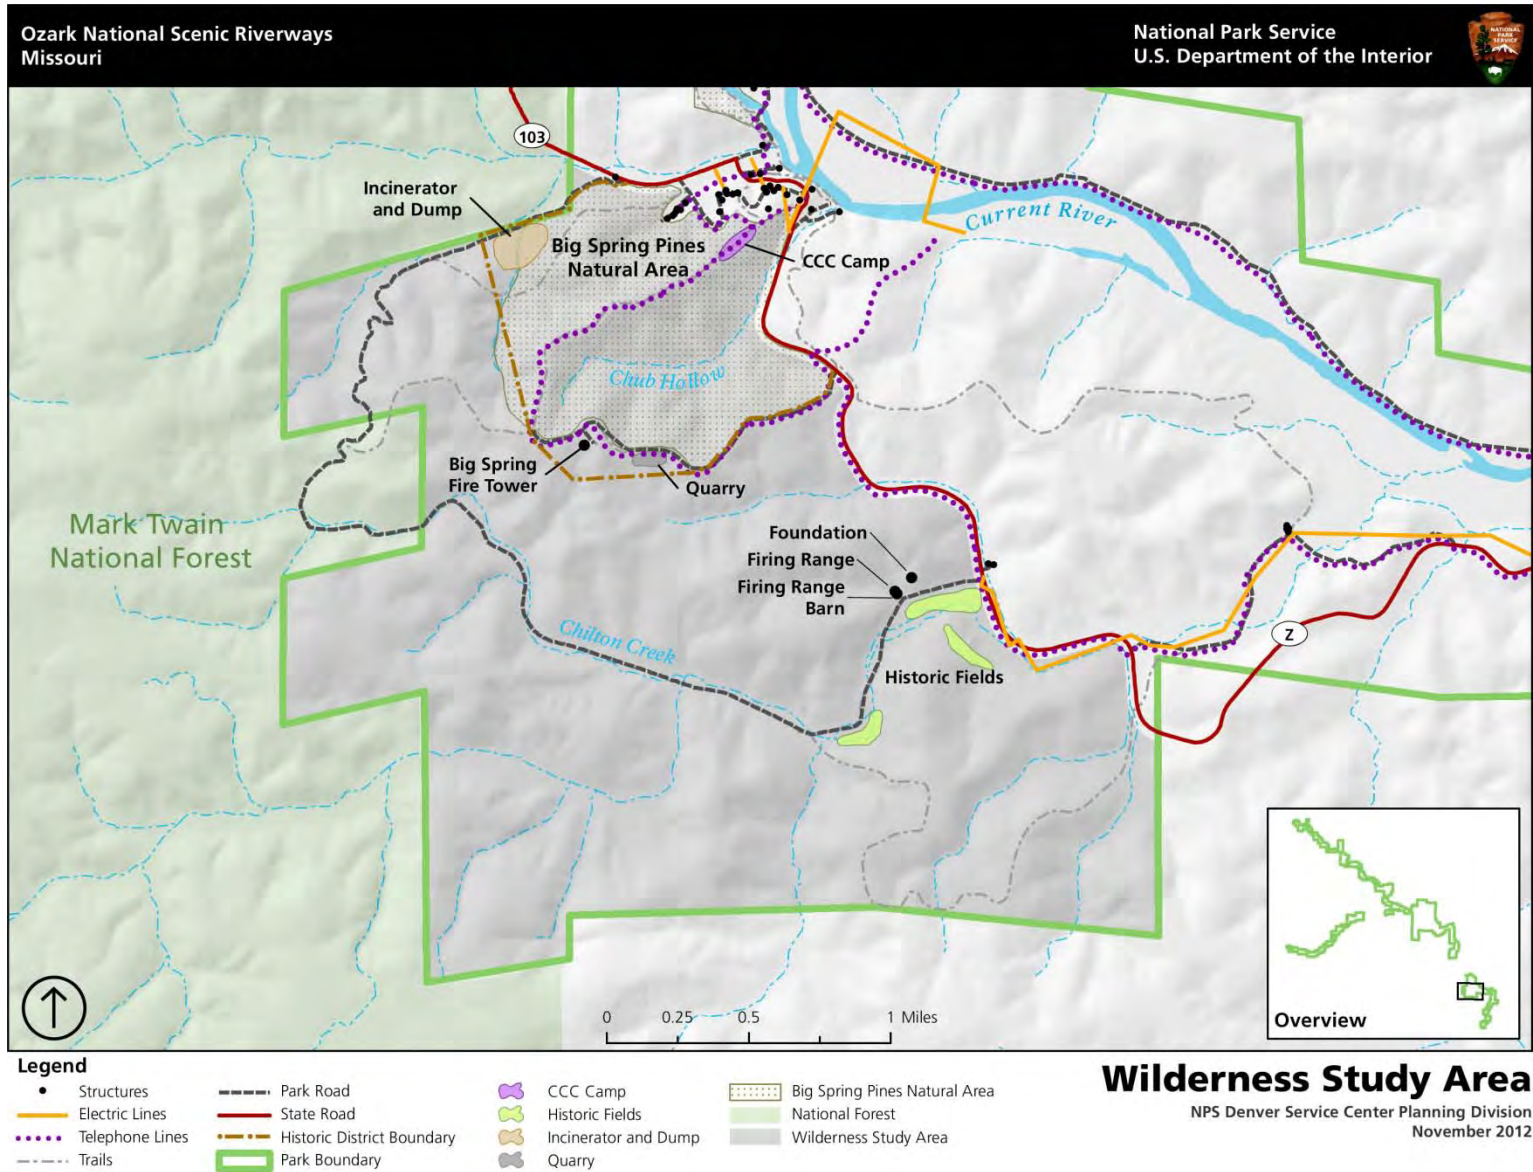 Ozark National Scenic Riverways
Missouri
National Park Service
U.S. Department of the Interior
NATIONAL
PARK
SERVICE
103
Incinerator
and Dump
Big Spring Pines
Natural Area
CCC Camp
Current River
Chub Hollow
Big Spring
Fire Tower
Quarry
Mark Twain
National Forest
Foundation
Firing Range
Firing Range
Barn
Chilton Creek
Historic Fields
Z
0 0.25 0.5 1 Miles
Overview
Legend
Structures
Electric Lines
Telephone Lines
Trails
Park Road
State Road
Historic District Boundary
Park Boundary
CCC Camp
Historic Fields
Incinerator and Dump
Quarry
Big Spring Pines Natural Area
National Forest
Wilderness Study Area
Wilderness Study Area
NPS Denver Service Center Planning Division
November 2012